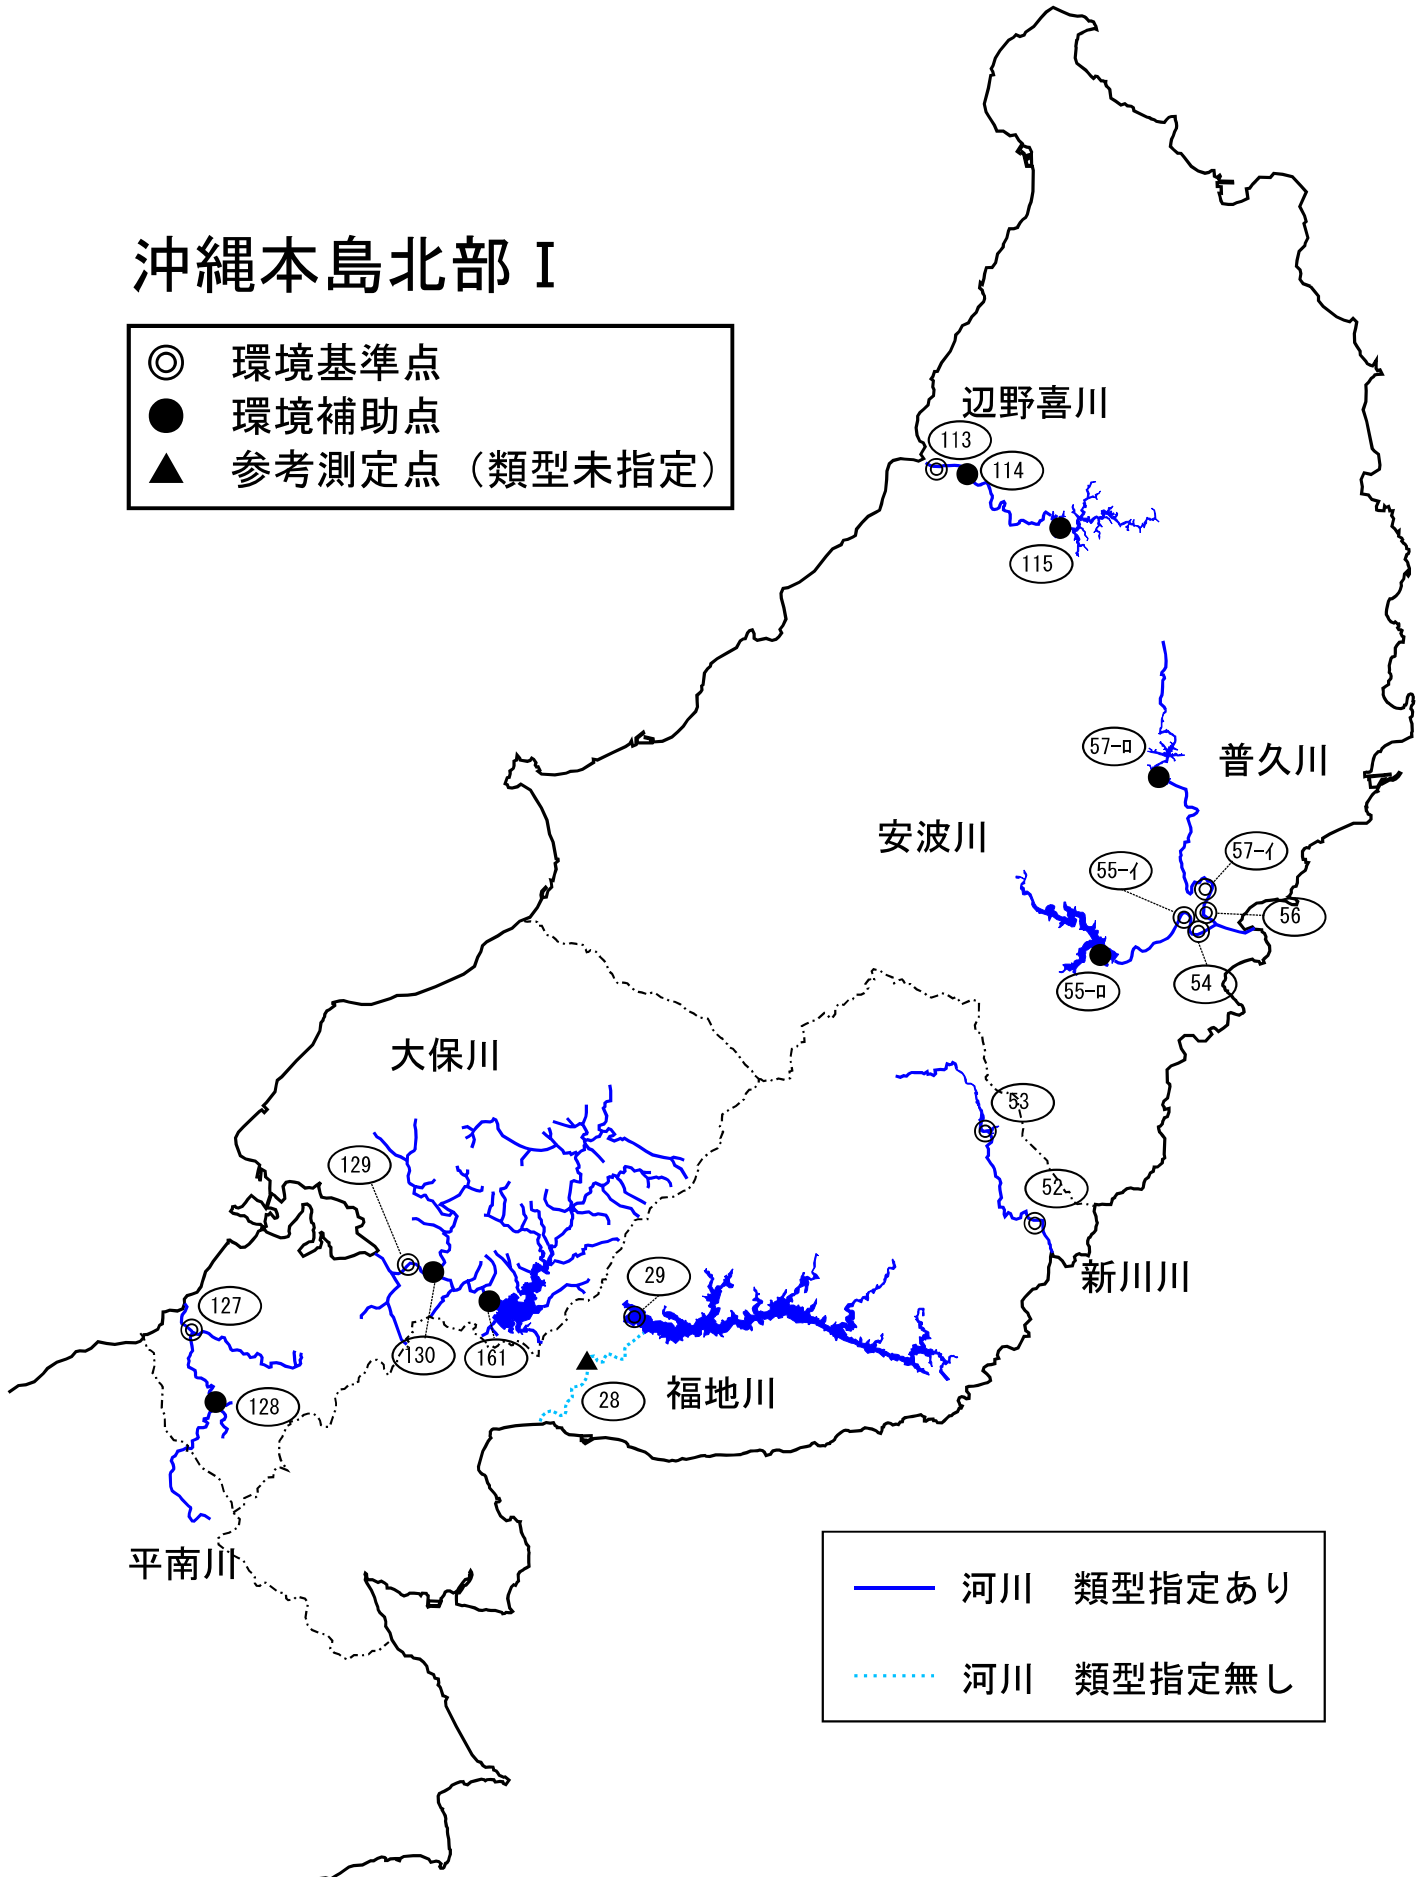 沖縄本島北部Ⅰ
環境基準点
環境補助点
参考測定点（類型未指定）
辺野喜川
113
114
115
57-ロ
普久川
安波川
57-イ
55-イ
56
54
55-ロ
大保川
53
129
52
新川川
29
127
130
161
28
福地川
128
平南川
河川 類型指定あり
河川 類型指定無し